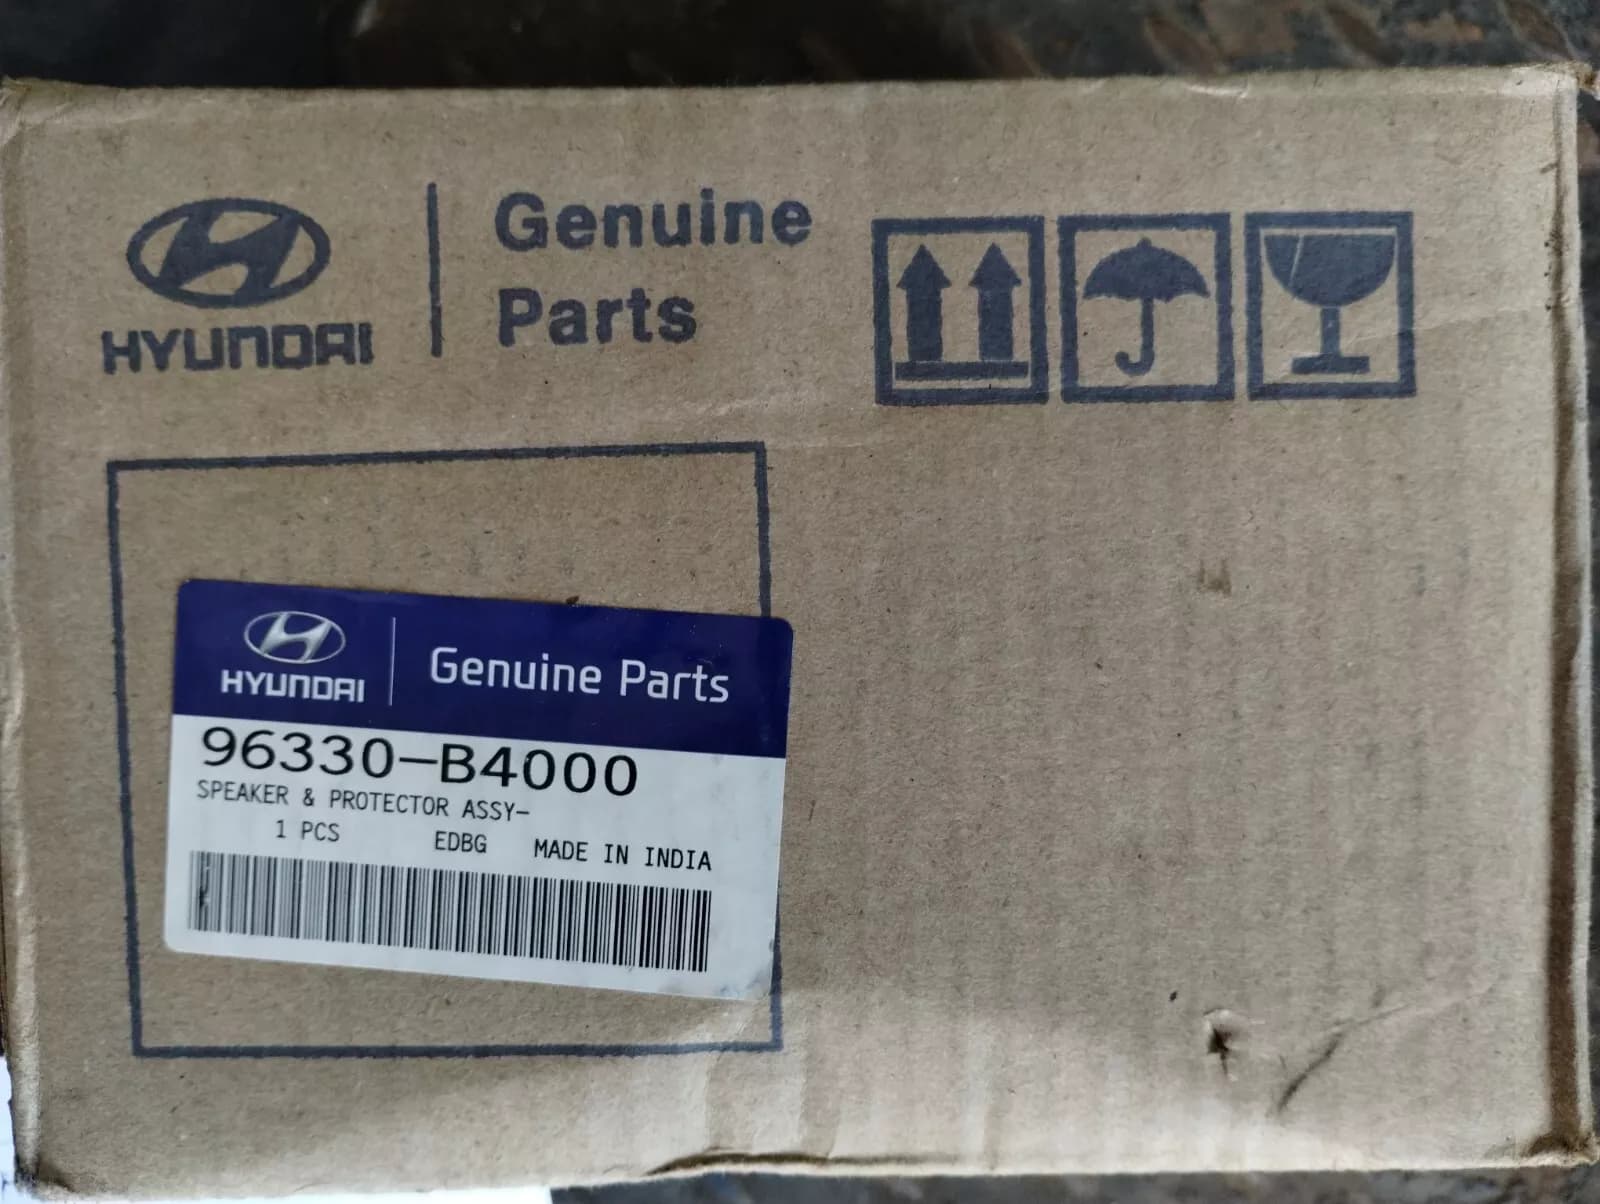 HYUNDAI
Genuine
Parts
HYUNDAI
Genuine Parts
96330-B4000
SPEAKER & PROTECTOR ASSY-
1 PCS EDBG MADE IN INDIA